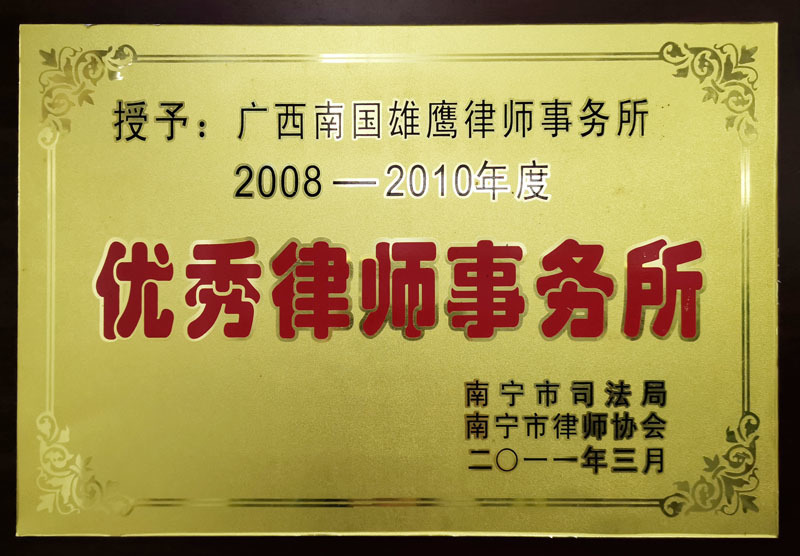 授予：广西南国雄鹰律师事务所
2008—2010年度
优秀律师事务所
南宁市司法局
南宁市律师协会
二〇一一年三月